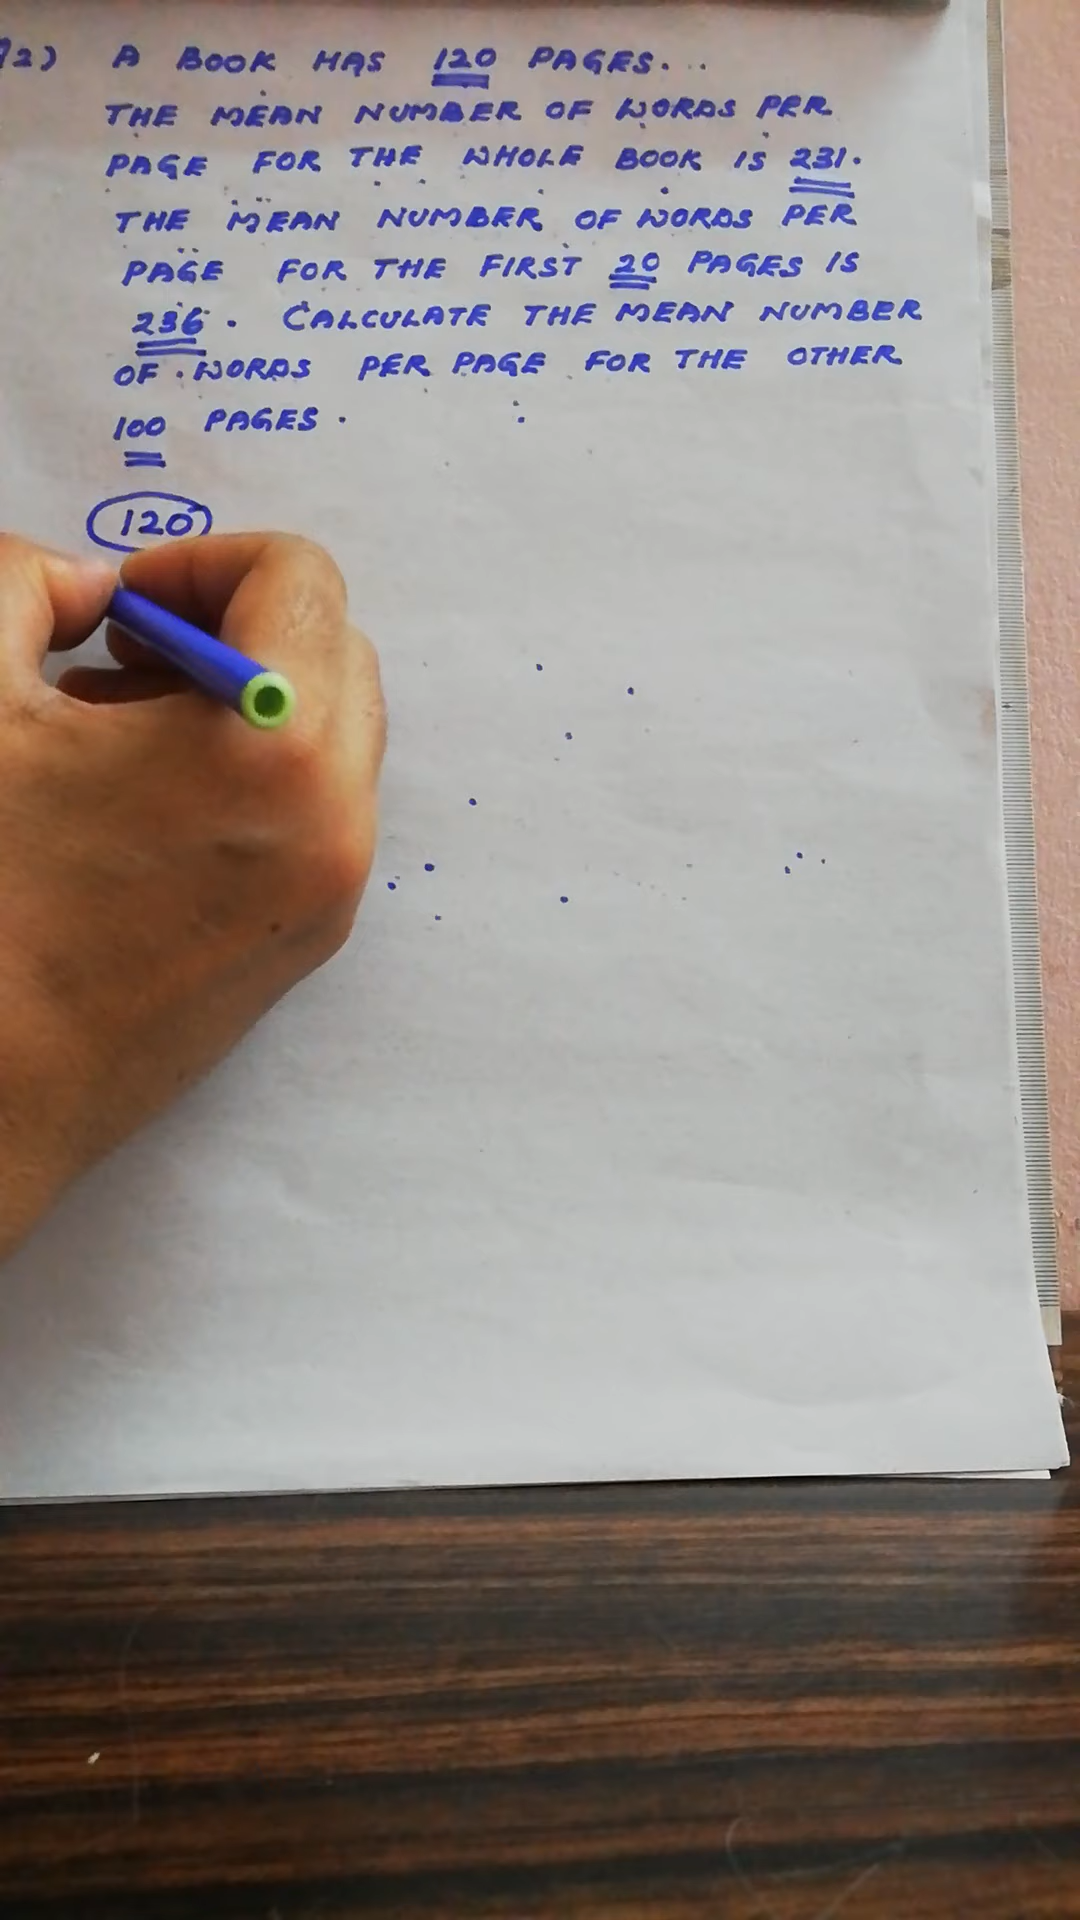 12) A BOOK HAS 120 PAGES...
THE MEAN NUMBER OF WORDS PER
PAGE FOR THE WHOLE BOOK IS 231.
THE MEAN NUMBER OF WORDS PER
PAGE FOR THE FIRST 20 PAGES IS
236. CALCULATE THE MEAN NUMBER
OF WORDS PER PAGE FOR THE OTHER
100 PAGES.
120